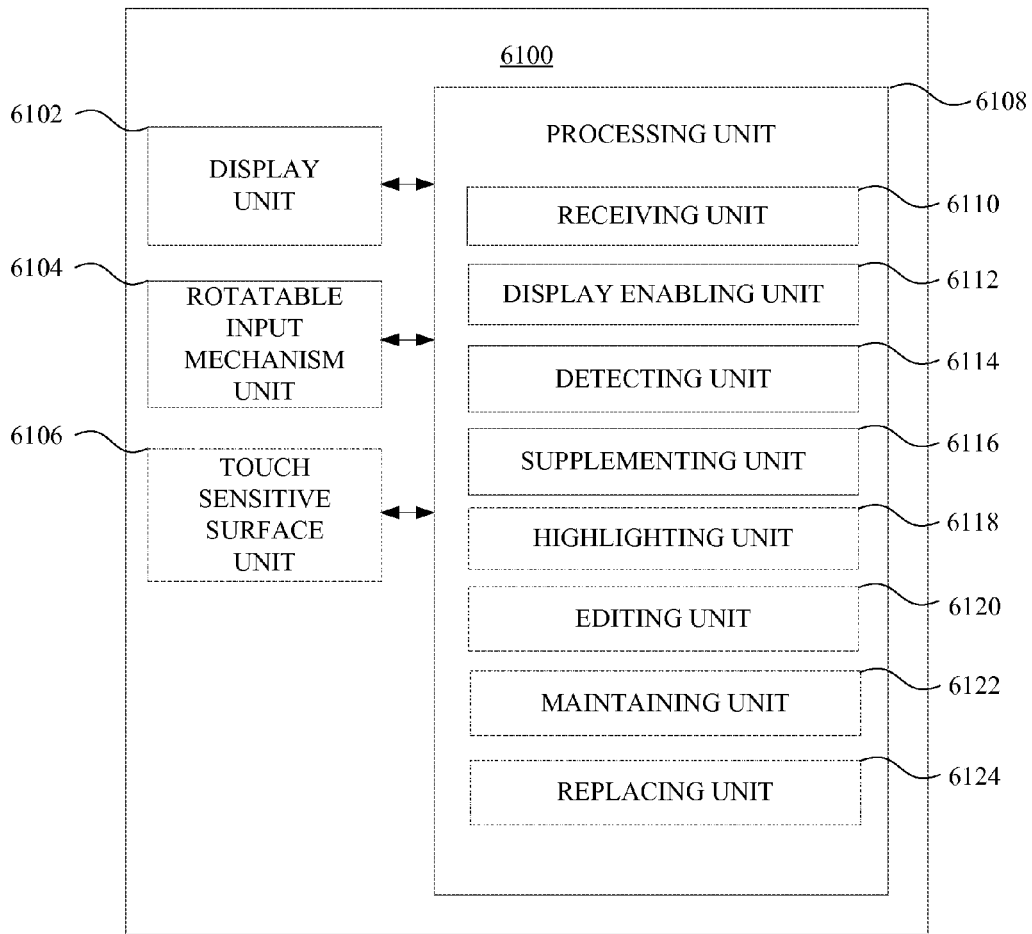 6100
6102
DISPLAY
UNIT
6104
ROTATABLE
INPUT
MECHANISM
UNIT
6106
TOUCH
SENSITIVE
SURFACE
UNIT
6108
PROCESSING UNIT
RECEIVING UNIT
6110
DISPLAY ENABLING UNIT
6112
DETECTING UNIT
6114
SUPPLEMENTING UNIT
6116
HIGHLIGHTING UNIT
6118
EDITING UNIT
6120
MAINTAINING UNIT
6122
REPLACING UNIT
6124